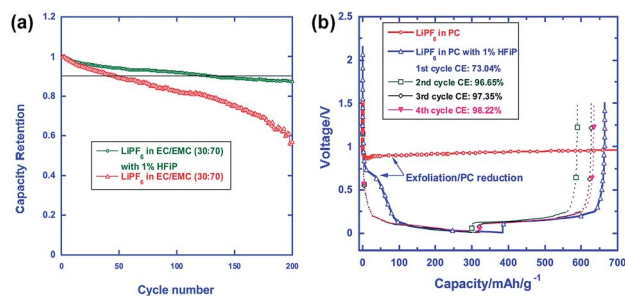 (a)
Capacity Retention
1.2
1
0.8
0.6
0.4
0.2
0
0 50 100 150 200
Cycle number
LiPF6 in EC/EMC (30:70)
with 1% HFiP
LiPF6 in EC/EMC (30:70)
(b)
Voltage/V
2.5
2
1.5
1
0.5
0
0 100 200 300 400 500 600 700
Capacity/mAh/g-1
LiPF6 in PC
LiPF6 in PC with 1% HFiP
1st cycle CE: 73.04%
2nd cycle CE: 96.65%
3rd cycle CE: 97.35%
4th cycle CE: 98.22%
Exfoliation/PC reduction